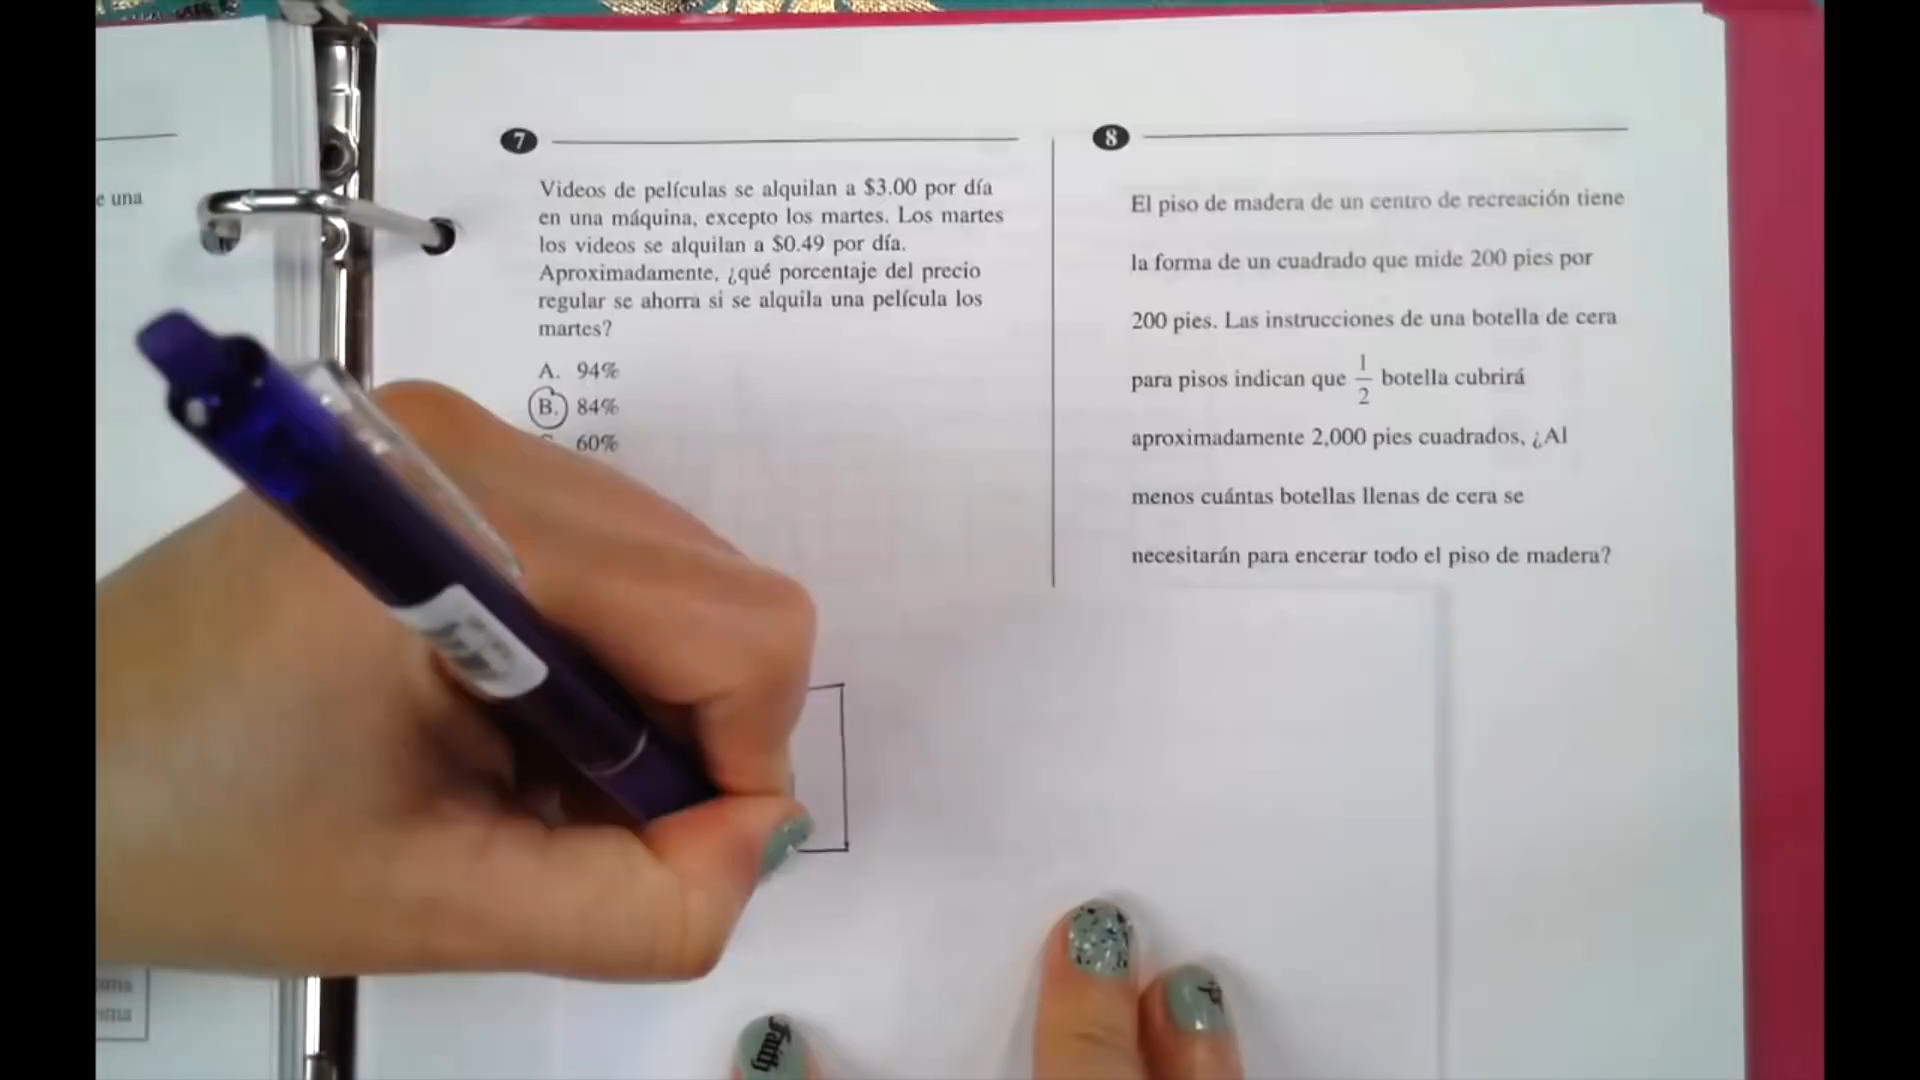 e una
7
Videos de películas se alquilan a $3.00 por día
en una máquina, excepto los martes. Los martes
los videos se alquilan a $0.49 por día.
Aproximadamente, ¿qué porcentaje del precio
regular se ahorra si se alquila una película los
martes?
A. 94%
B. 84%
60%
8
El piso de madera de un centro de recreación tiene
la forma de un cuadrado que mide 200 pies por
200 pies. Las instrucciones de una botella de cera
para pisos indican que 1/2 botella cubrirá
aproximadamente 2,000 pies cuadrados, ¿Al
menos cuántas botellas llenas de cera se
necesitarán para encerar todo el piso de madera?
Faith